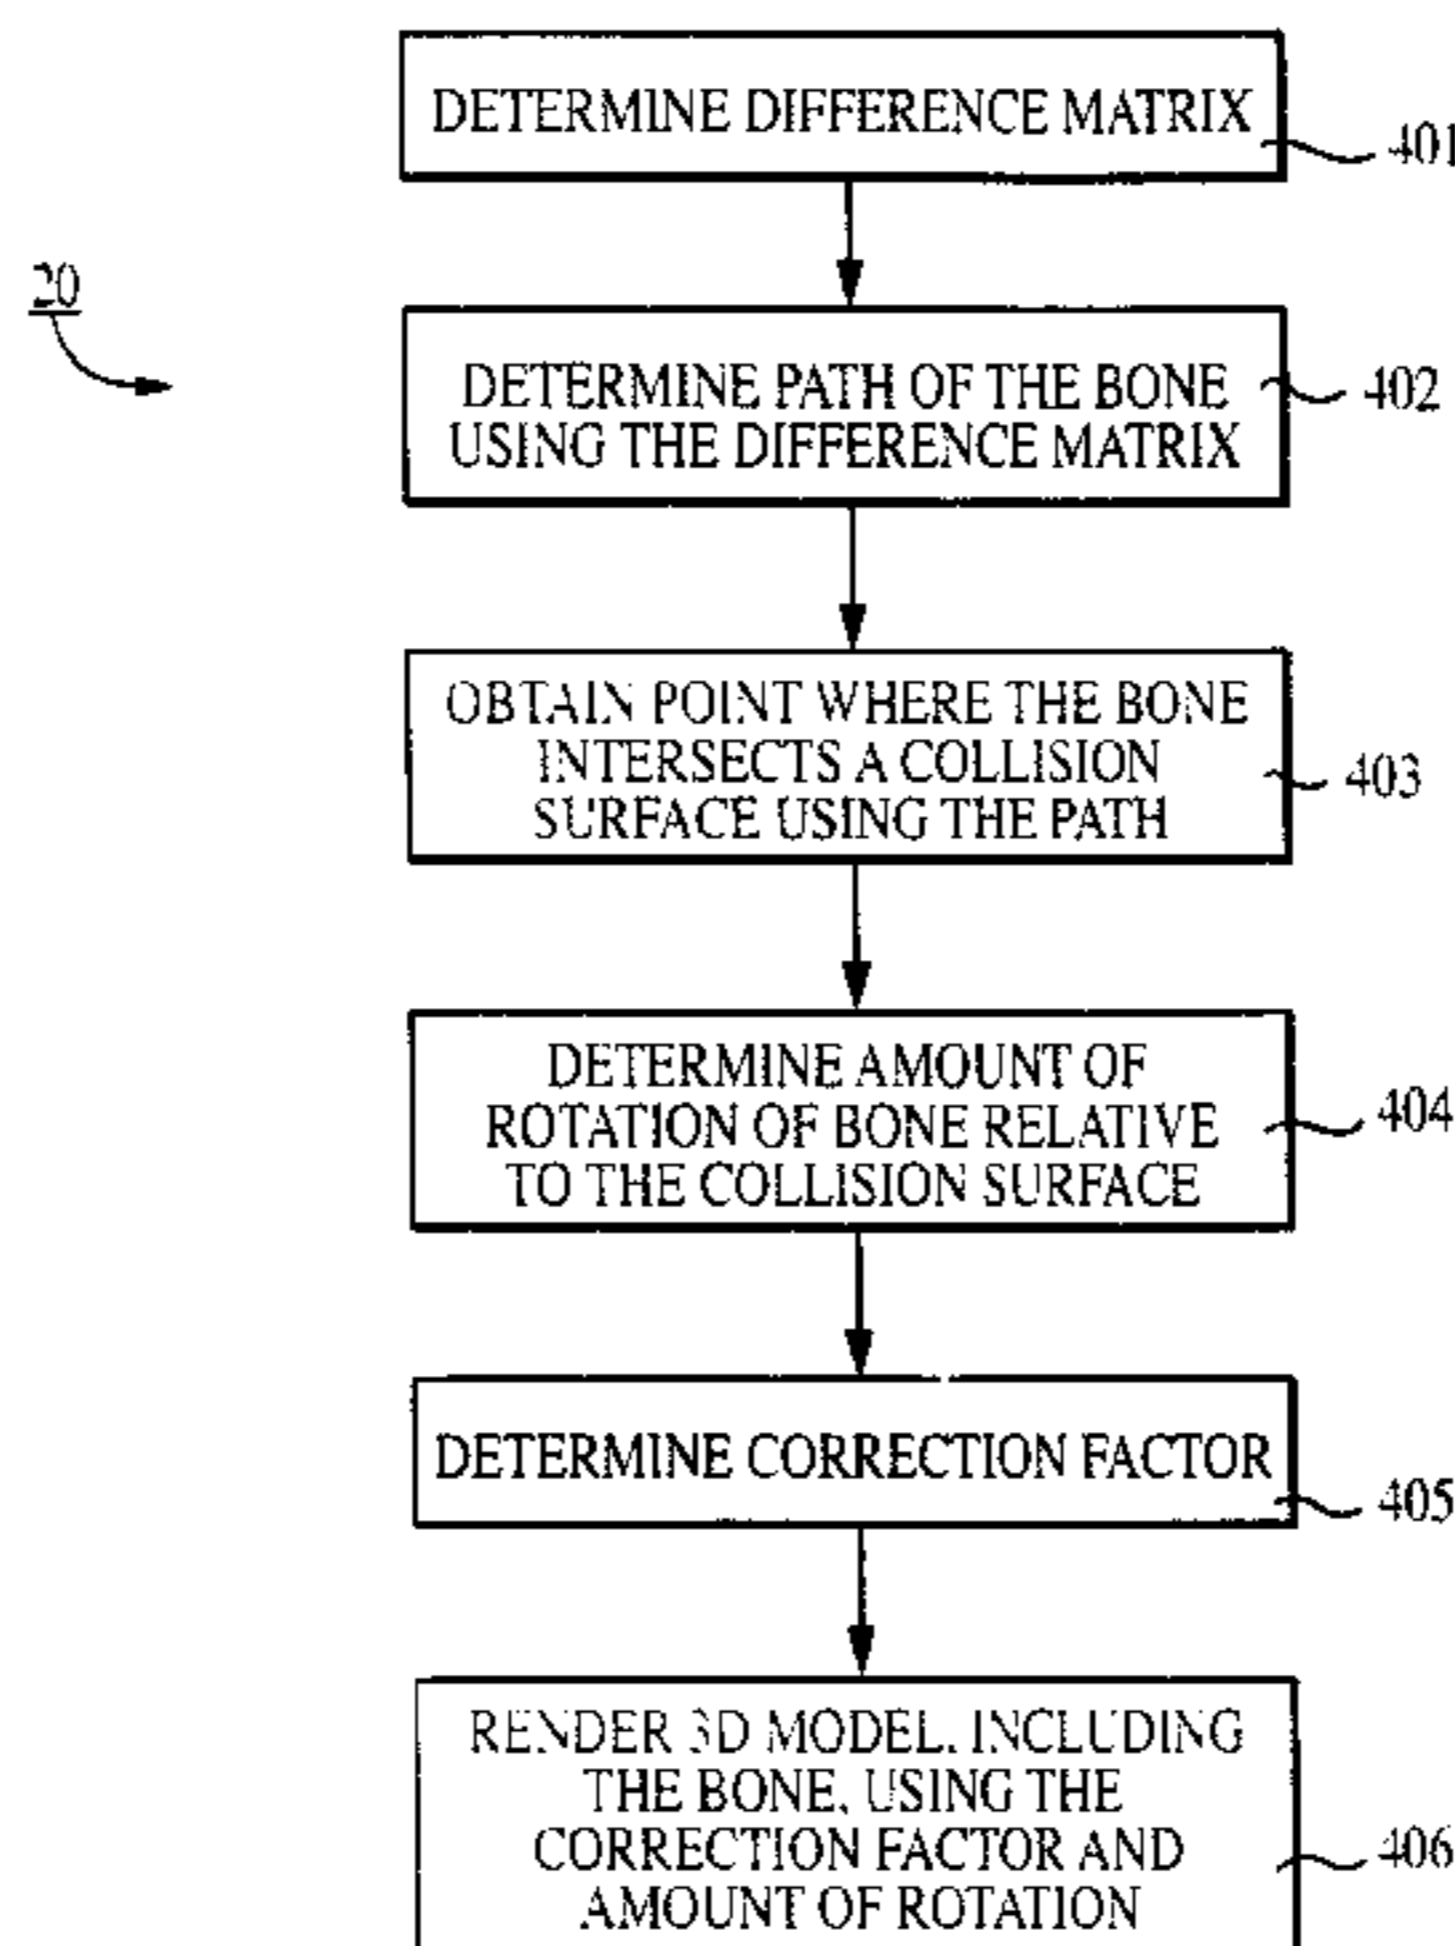 DETERMINE DIFFERENCE MATRIX
401
20
DETERMINE PATH OF THE BONE
USING THE DIFFERENCE MATRIX
402
OBTAIN POINT WHERE THE BONE
INTERSECTS A COLLISION
SURFACE USING THE PATH
403
DETERMINE AMOUNT OF
ROTATION OF BONE RELATIVE
TO THE COLLISION SURFACE
404
DETERMINE CORRECTION FACTOR
405
RENDER 3D MODEL, INCLUDING
THE BONE, USING THE
CORRECTION FACTOR AND
AMOUNT OF ROTATION
406